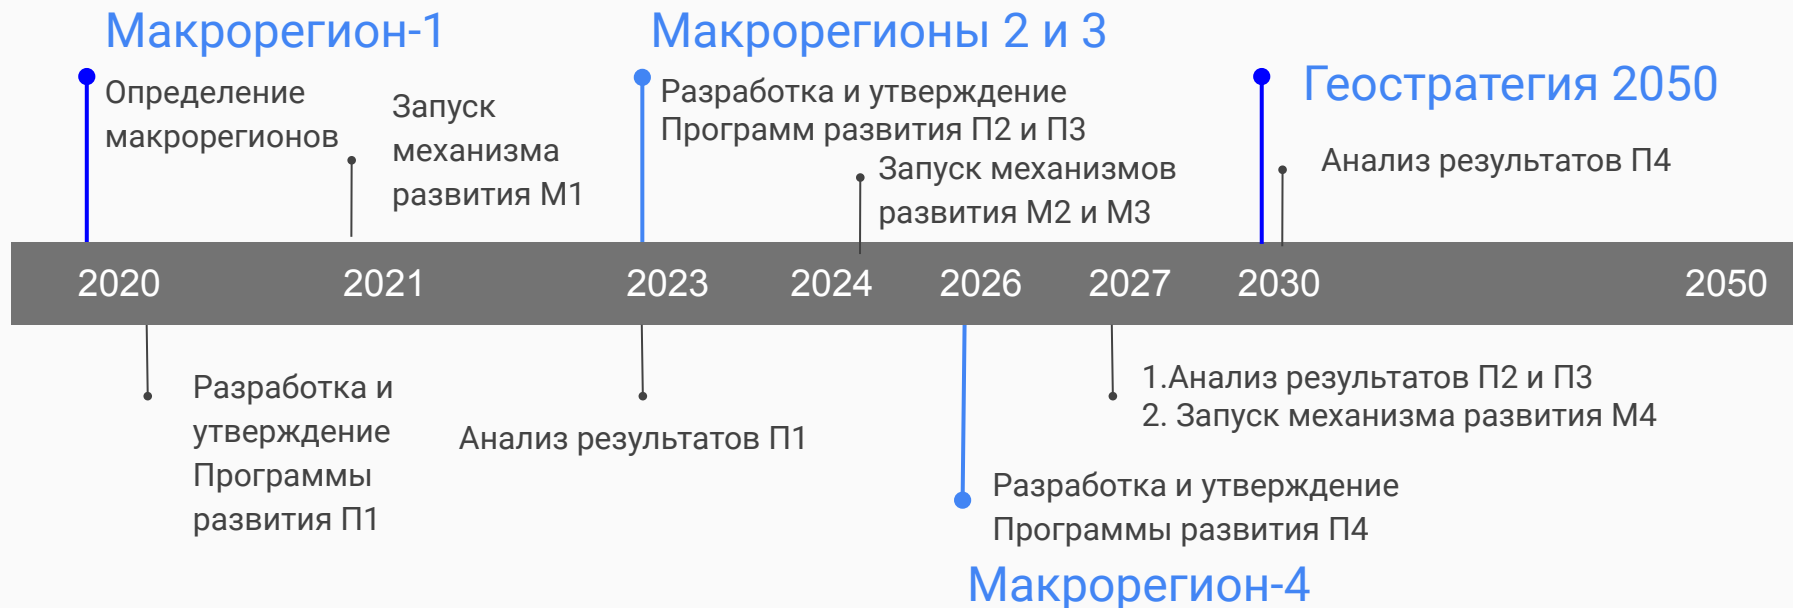 Макрорегион-1
Определение
макрорегионов
Запуск
механизма
развития М1
Макрорегионы 2 и 3
Разработка и утверждение
Программ развития П2 и П3
Запуск механизмов
развития М2 и М3
Геостратегия 2050
Анализ результатов П4
2020
2021
2023
2024
2026
2027
2030
2050
Разработка и
утверждение
Программы
развития П1
Анализ результатов П1
1.Анализ результатов П2 и П3
2. Запуск механизма развития М4
Разработка и утверждение
Программы развития П4
Макрорегион-4